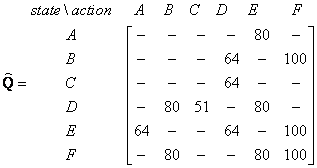 state \ action A B C D E F
A – – – – 80 –
B – – – 64 – 100
C – – – 64 – –
Q̂ = D – 80 51 – 80 –
E 64 – – 64 – 100
F – 80 – – 80 100